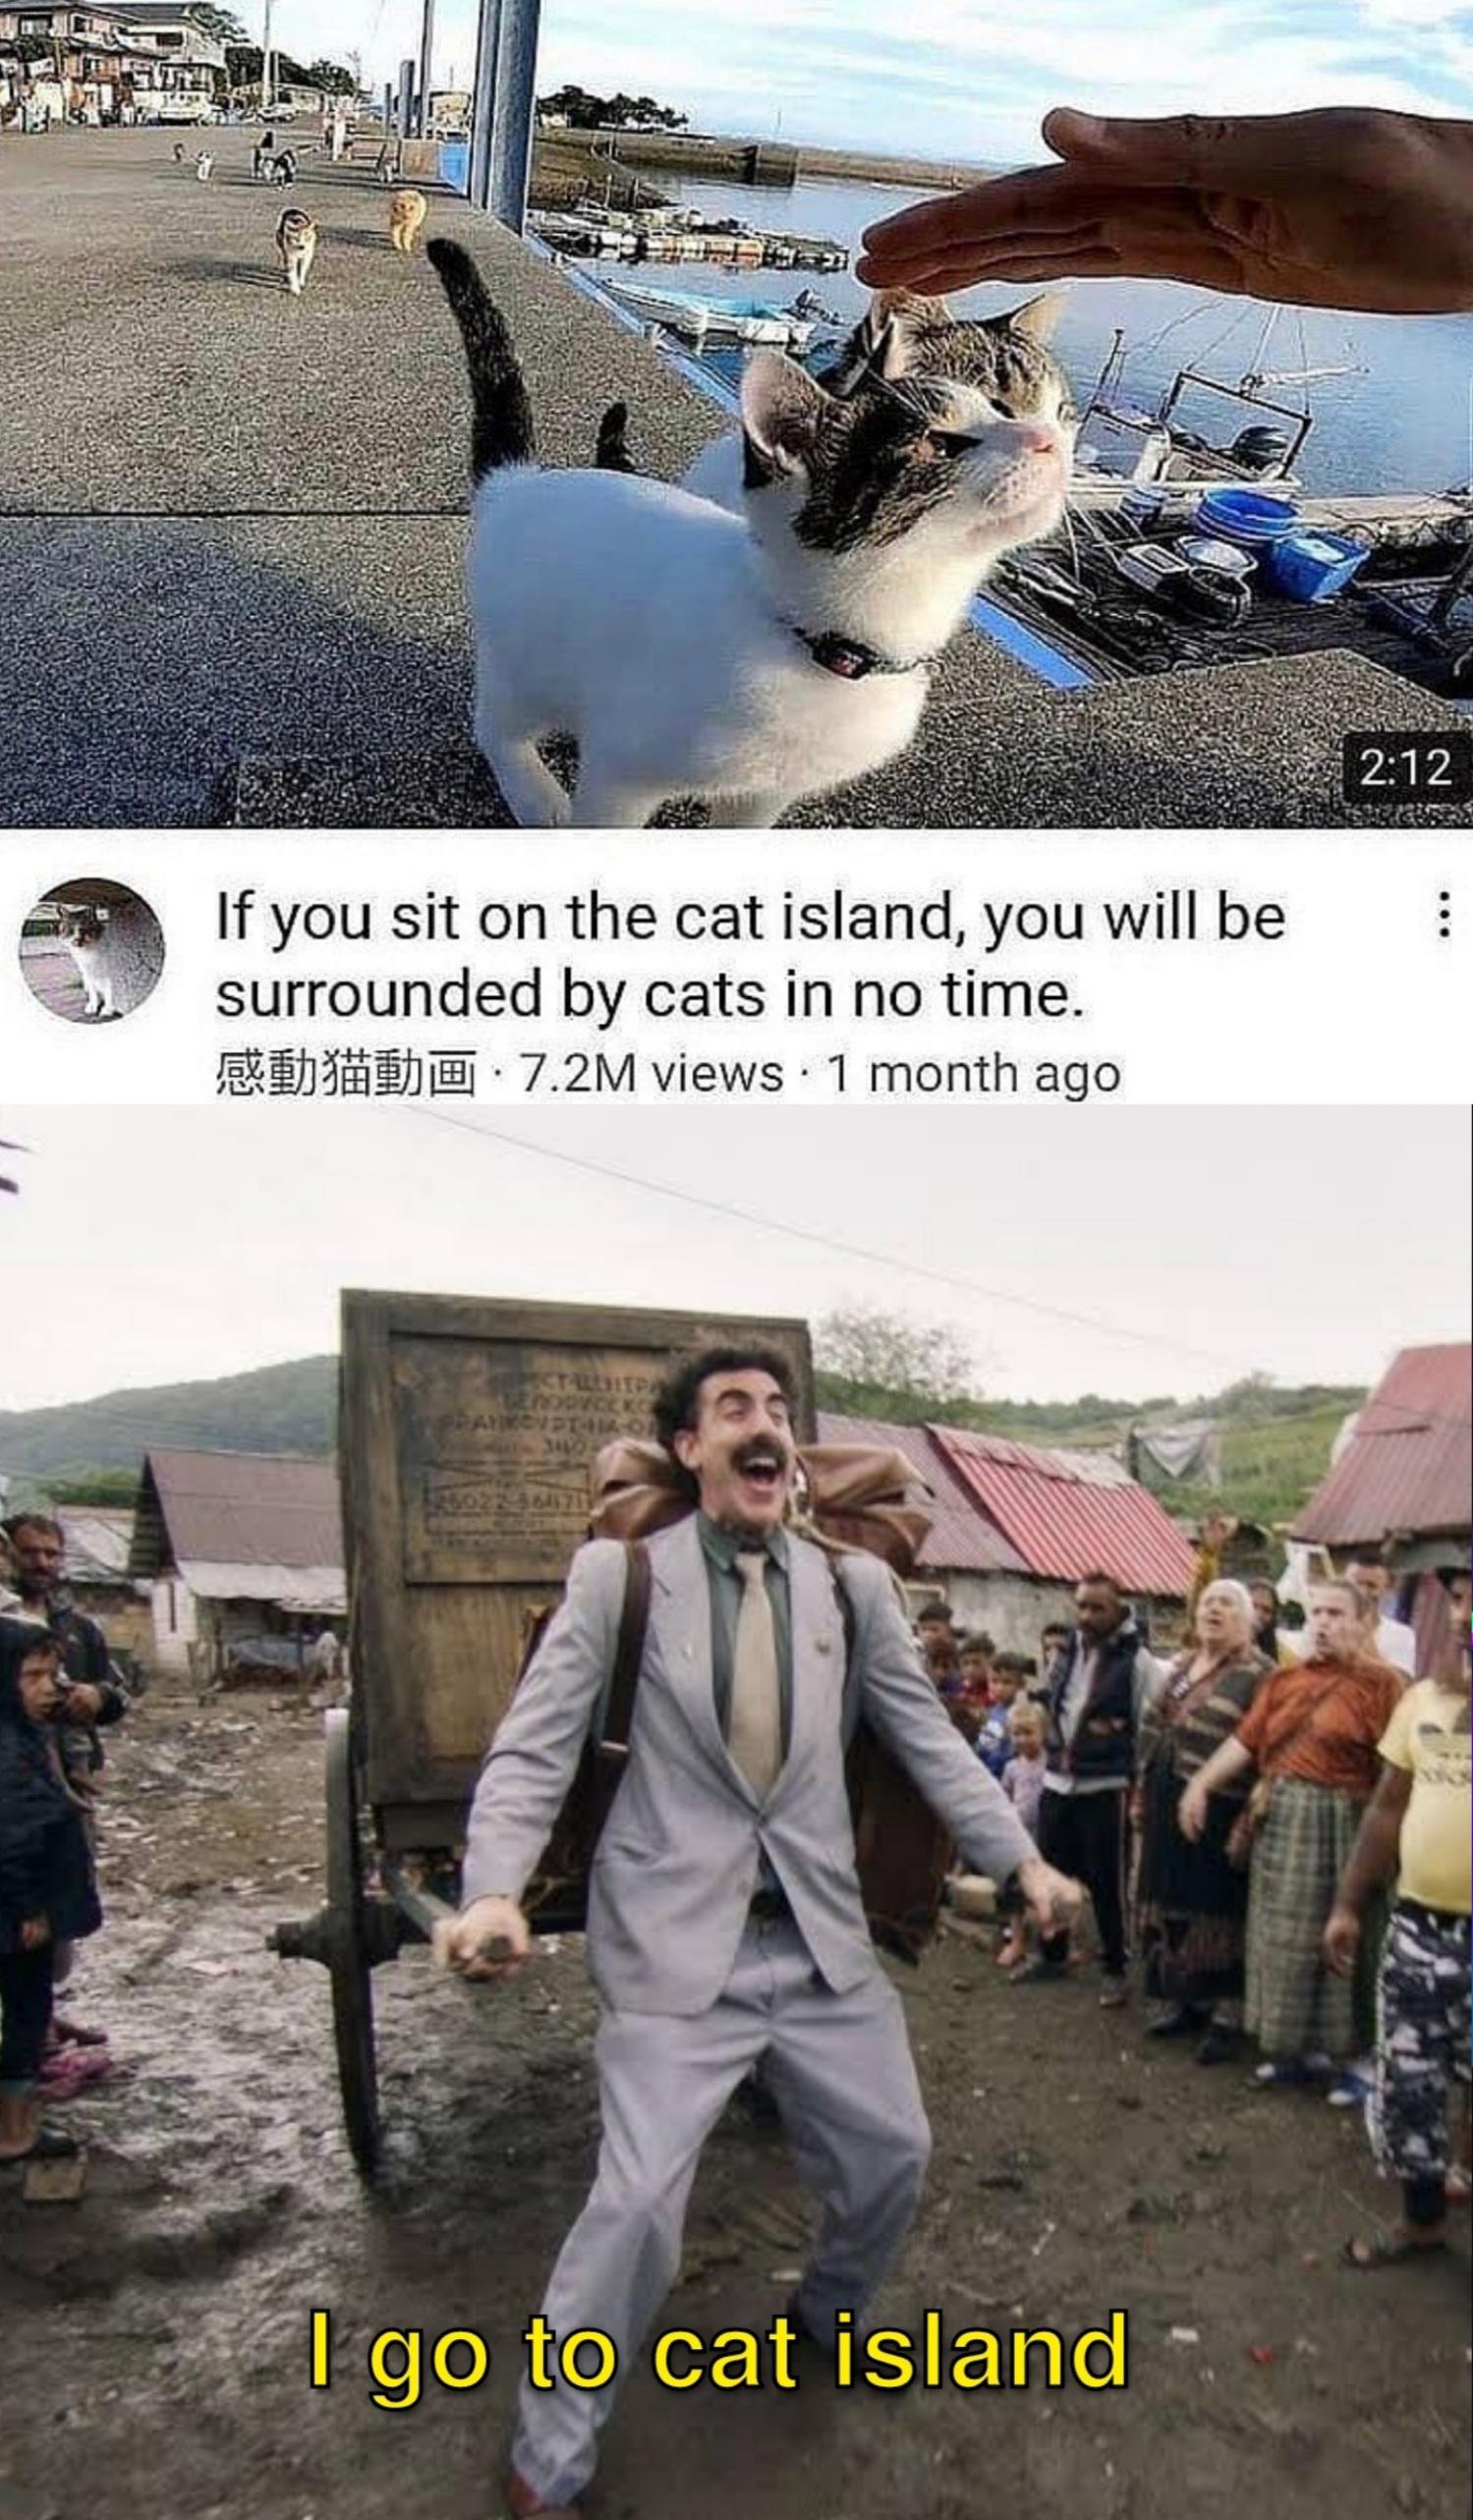 2:12
If you sit on the cat island, you will be
surrounded by cats in no time.
感動猫動画 · 7.2M views · 1 month ago
I go to cat island